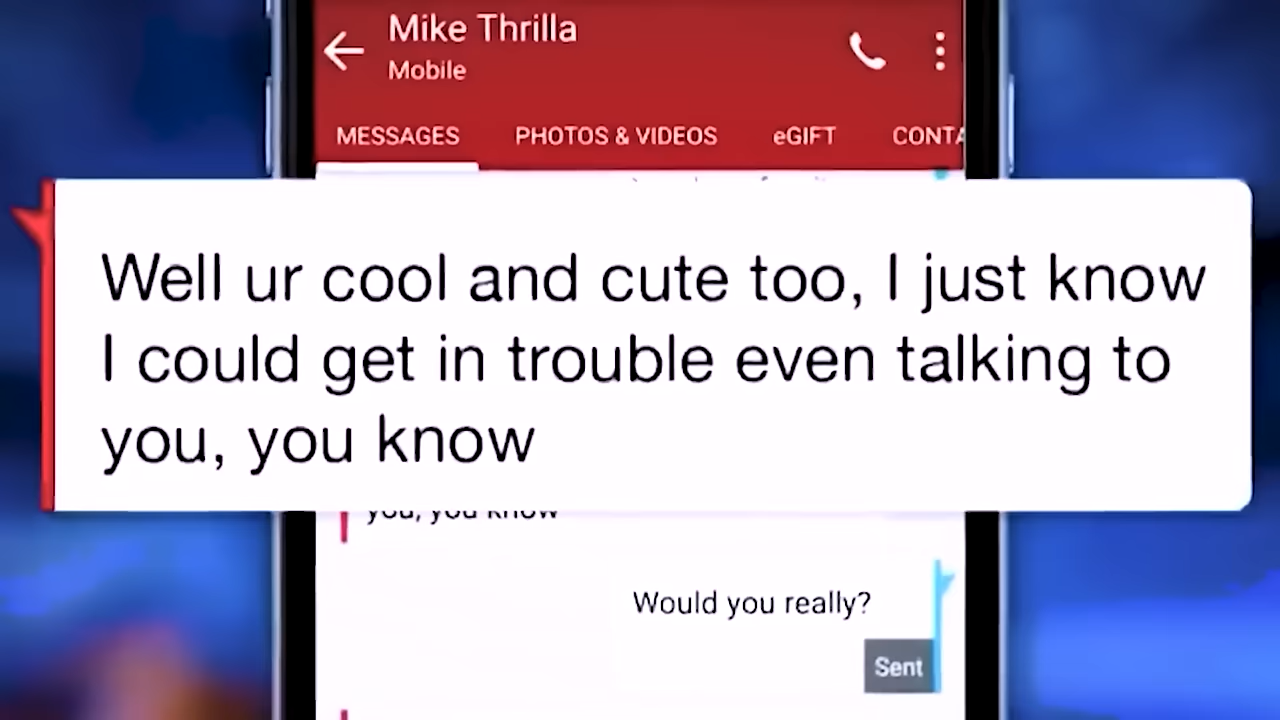 Mike Thrilla
Mobile
MESSAGES PHOTOS & VIDEOS eGIFT
Well ur cool and cute too, I just know
I could get in trouble even talking to
you, you know
you, you know
Would you really?
Sent